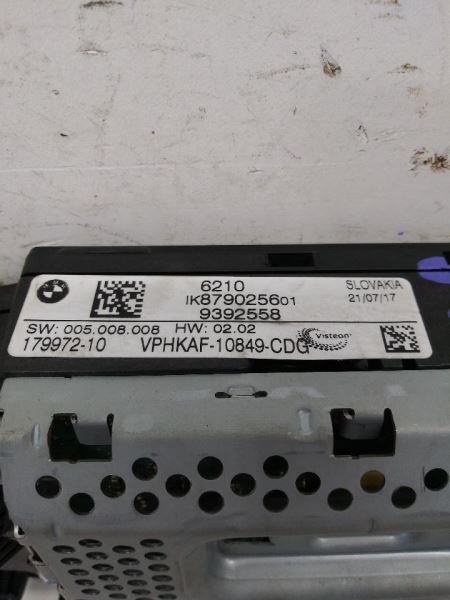 6210
IK879025601
9392558
SLOVAKIA
21/07/17
SW: 005.008.008 HW: 02.02
179972-10 VPHKAF-10849-CDG
Visteon